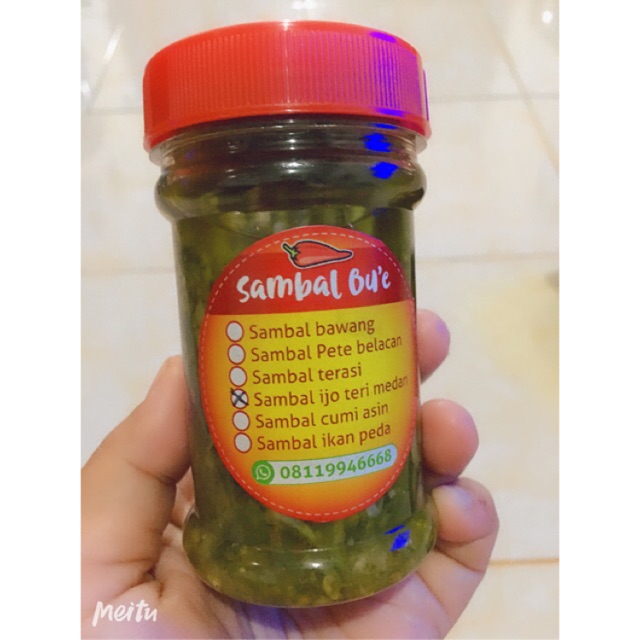 Sambal Bu'e
Sambal bawang
Sambal Pete belacan
Sambal terasi
Sambal ijo teri medan
Sambal cumi asin
Sambal ikan peda
08119946668
Meitu